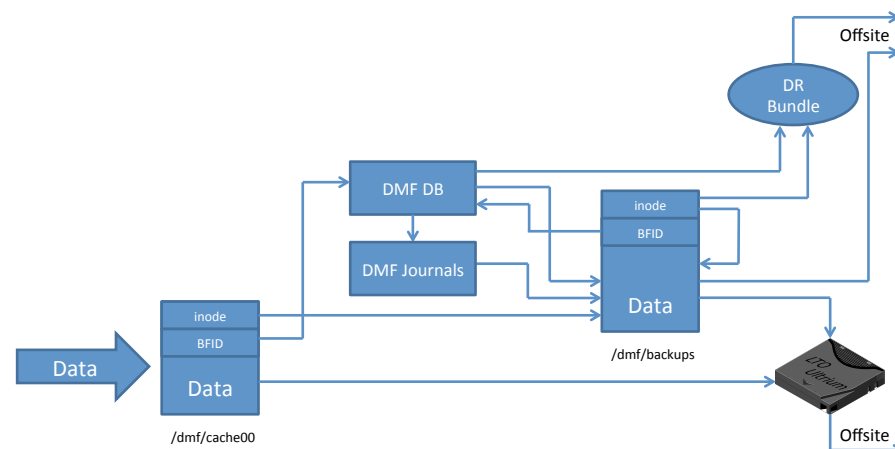 Offsite
DR
Bundle
DMF DB
inode
BFID
DMF Journals
Data
inode
BFID
Data
Data
/dmf/cache00
/dmf/backups
LTO
Ultrium
Offsite